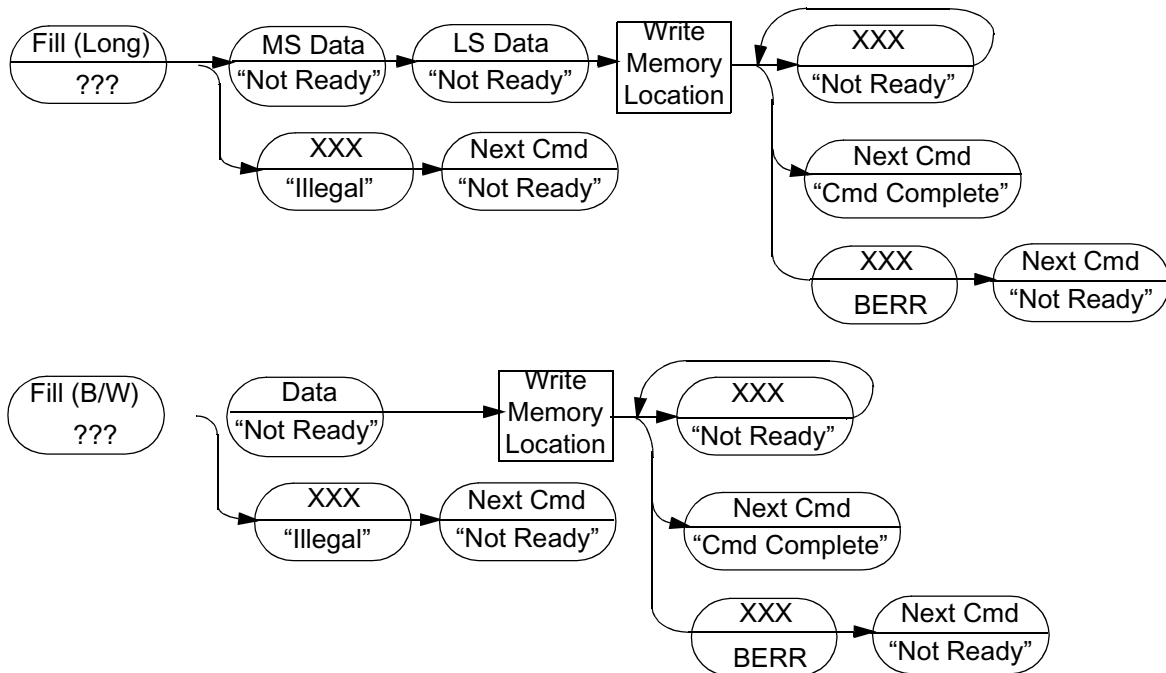 Fill (Long)
???
MS Data
“Not Ready”
LS Data
“Not Ready”
Write
Memory
Location
XXX
“Not Ready”
XXX
“Illegal”
Next Cmd
“Not Ready”
Next Cmd
“Cmd Complete”
XXX
BERR
Next Cmd
“Not Ready”
Fill (B/W)
???
Data
“Not Ready”
Write
Memory
Location
XXX
“Not Ready”
XXX
“Illegal”
Next Cmd
“Not Ready”
Next Cmd
“Cmd Complete”
XXX
BERR
Next Cmd
“Not Ready”